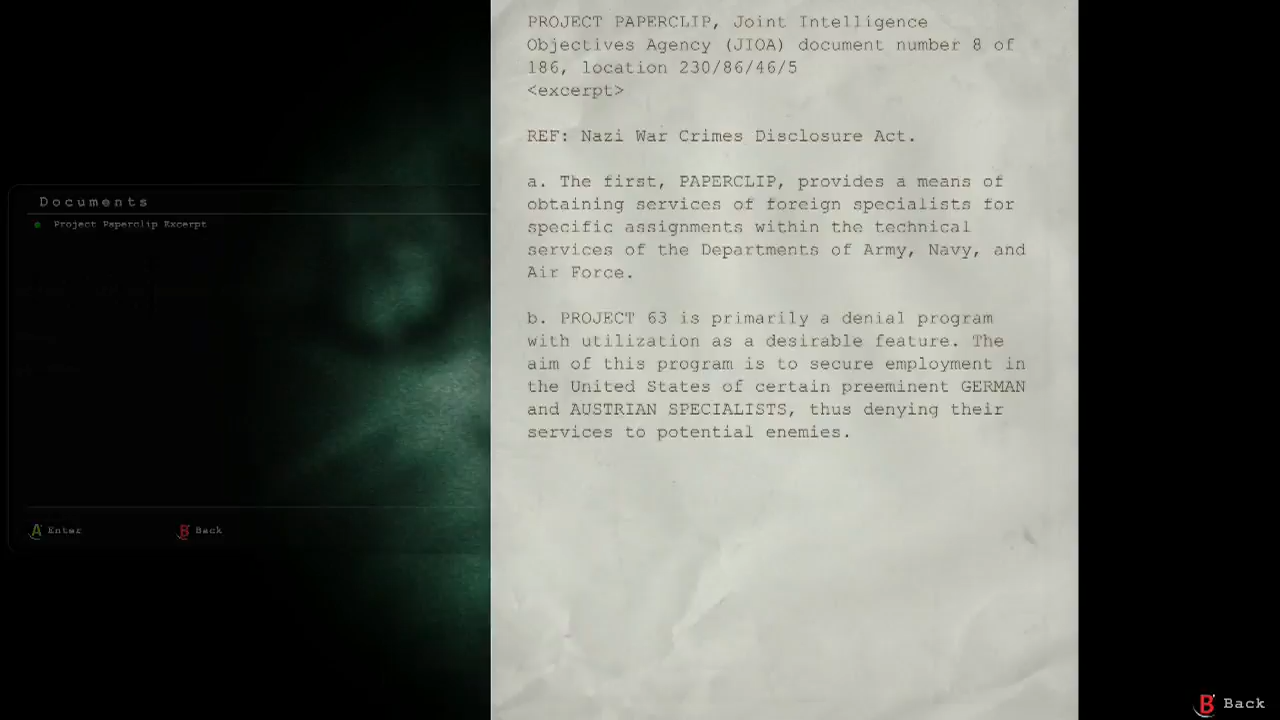 Documents
Project Paperclip Excerpt
A Enter
B Back
PROJECT PAPERCLIP, Joint Intelligence
Objectives Agency (JIOA) document number 8 of
186, location 230/86/46/5
<excerpt>
REF: Nazi War Crimes Disclosure Act.
a. The first, PAPERCLIP, provides a means of
obtaining services of foreign specialists for
specific assignments within the technical
services of the Departments of Army, Navy, and
Air Force.
b. PROJECT 63 is primarily a denial program
with utilization as a desirable feature. The
aim of this program is to secure employment in
the United States of certain preeminent GERMAN
and AUSTRIAN SPECIALISTS, thus denying their
services to potential enemies.
B Back